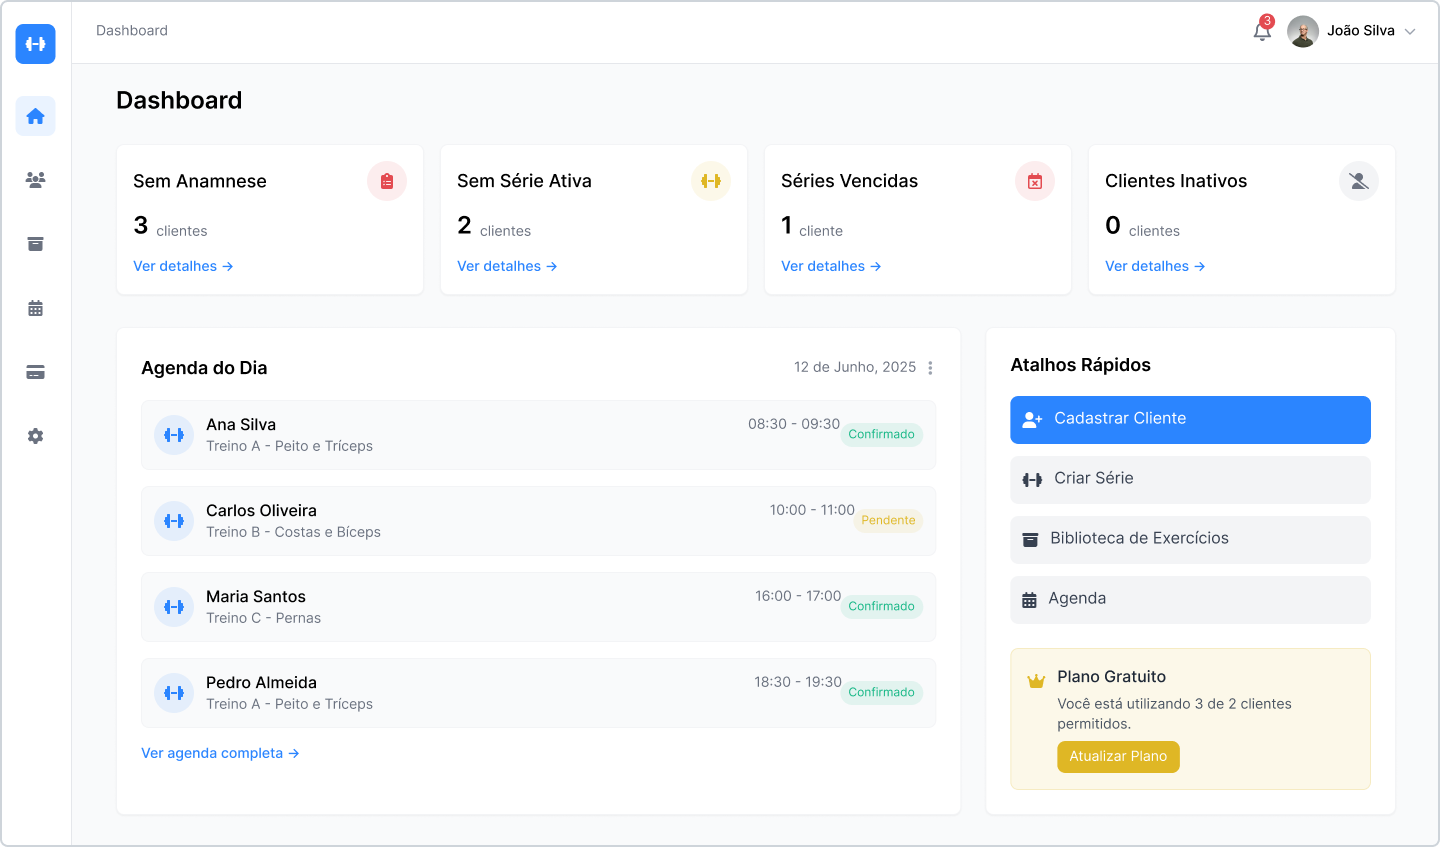 Dashboard
3
João Silva
Dashboard
Sem Anamnese
3 clientes
Ver detalhes →
Sem Série Ativa
2 clientes
Ver detalhes →
Séries Vencidas
1 cliente
Ver detalhes →
Clientes Inativos
0 clientes
Ver detalhes →
Agenda do Dia
12 de Junho, 2025
Ana Silva
Treino A - Peito e Tríceps
08:30 - 09:30
Confirmado
Carlos Oliveira
Treino B - Costas e Bíceps
10:00 - 11:00
Pendente
Maria Santos
Treino C - Pernas
16:00 - 17:00
Confirmado
Pedro Almeida
Treino A - Peito e Tríceps
18:30 - 19:30
Confirmado
Ver agenda completa →
Atalhos Rápidos
Cadastrar Cliente
Criar Série
Biblioteca de Exercícios
Agenda
Plano Gratuito
Você está utilizando 3 de 2 clientes
permitidos.
Atualizar Plano